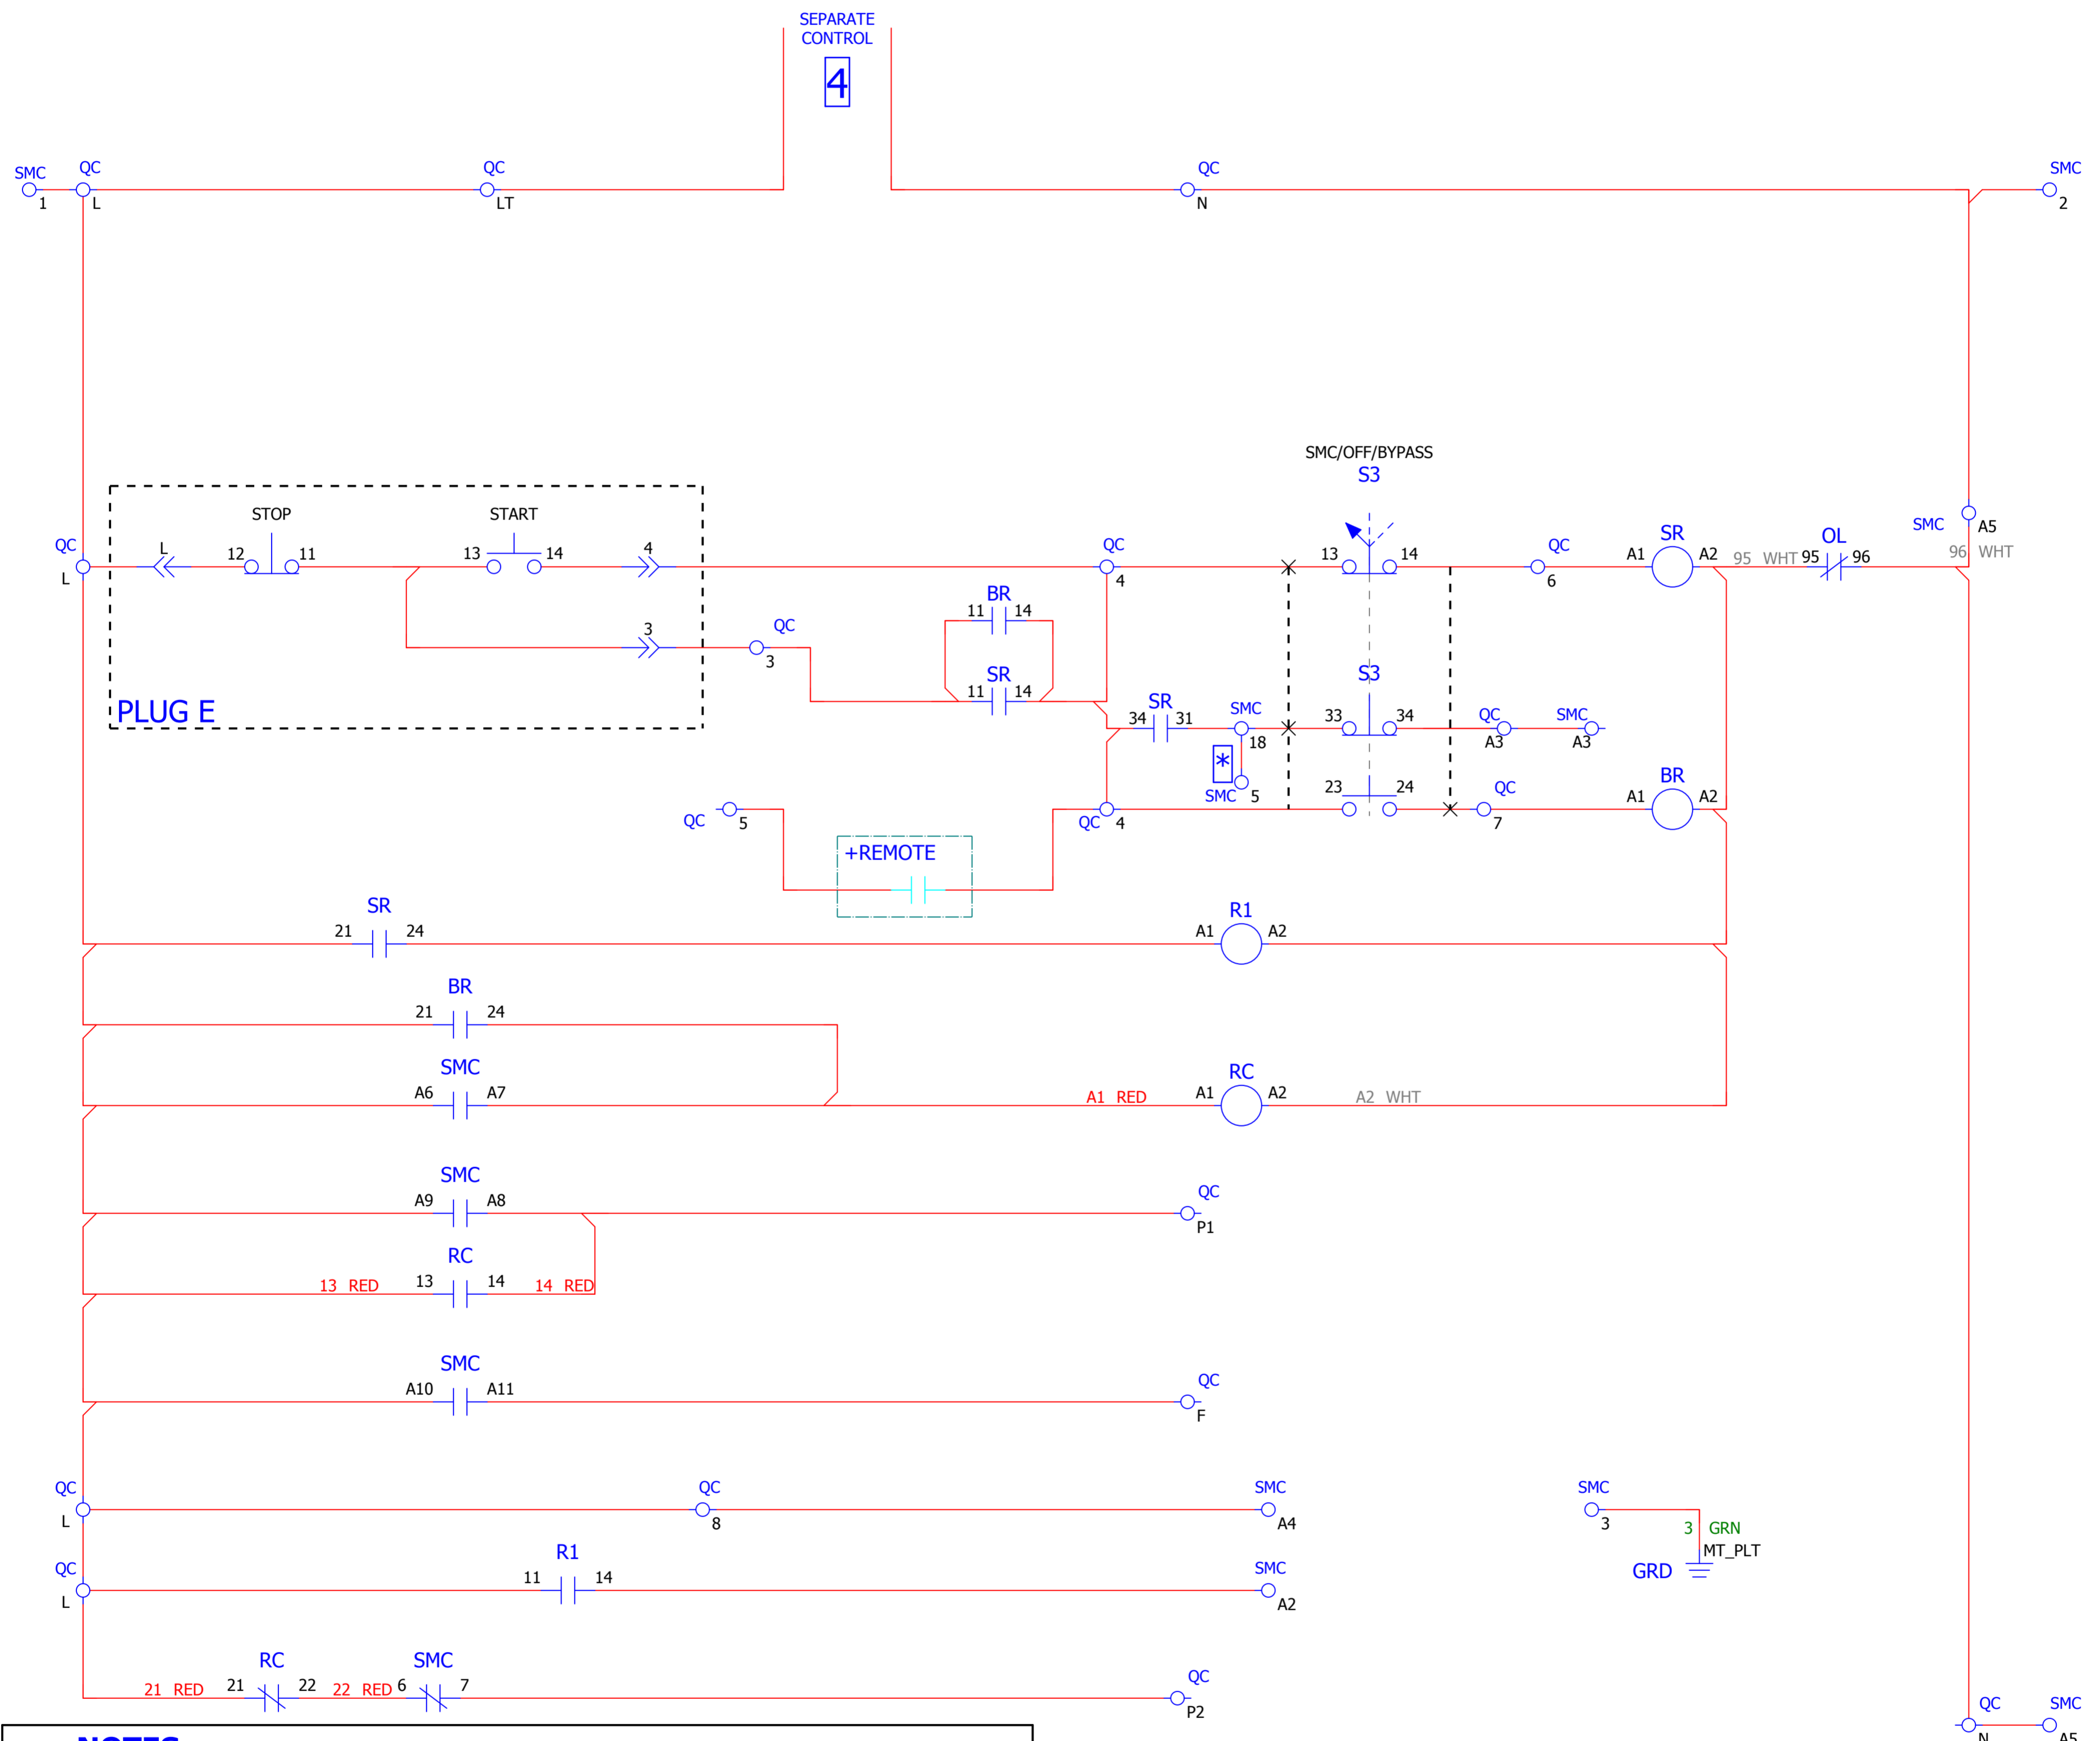 SEPARATE
CONTROL
4
SMC QC QC QC SMC
1 L LT N 2
SMC/OFF/BYPASS
S3
STOP START
QC L 12 11 13 14 4 QC 13 14 QC SR OL SMC A5
L 4 6 A1 A2 95 WHT 95 96 96 WHT
BR
11 14
3 QC
3
SR
11 14
S3
PLUG E
SR SMC QC SMC
34 31 18 33 34 A3 A3
*
SMC 5
QC 5 QC 4 23 24 QC 7 BR A1 A2
+REMOTE
SR R1
21 24 A1 A2
BR
21 24
SMC RC
A6 A7 A1 RED A1 A2 A2 WHT
SMC QC
A9 A8 P1
RC
13 RED 13 14 14 RED
SMC QC
A10 A11 F
QC QC SMC SMC
L 8 A4 3
3 GRN
MT_PLT
GRD
QC R1 SMC
L 11 14 A2
RC SMC QC
21 RED 21 22 22 RED 6 7 P2
QC SMC
N A5
NOTES